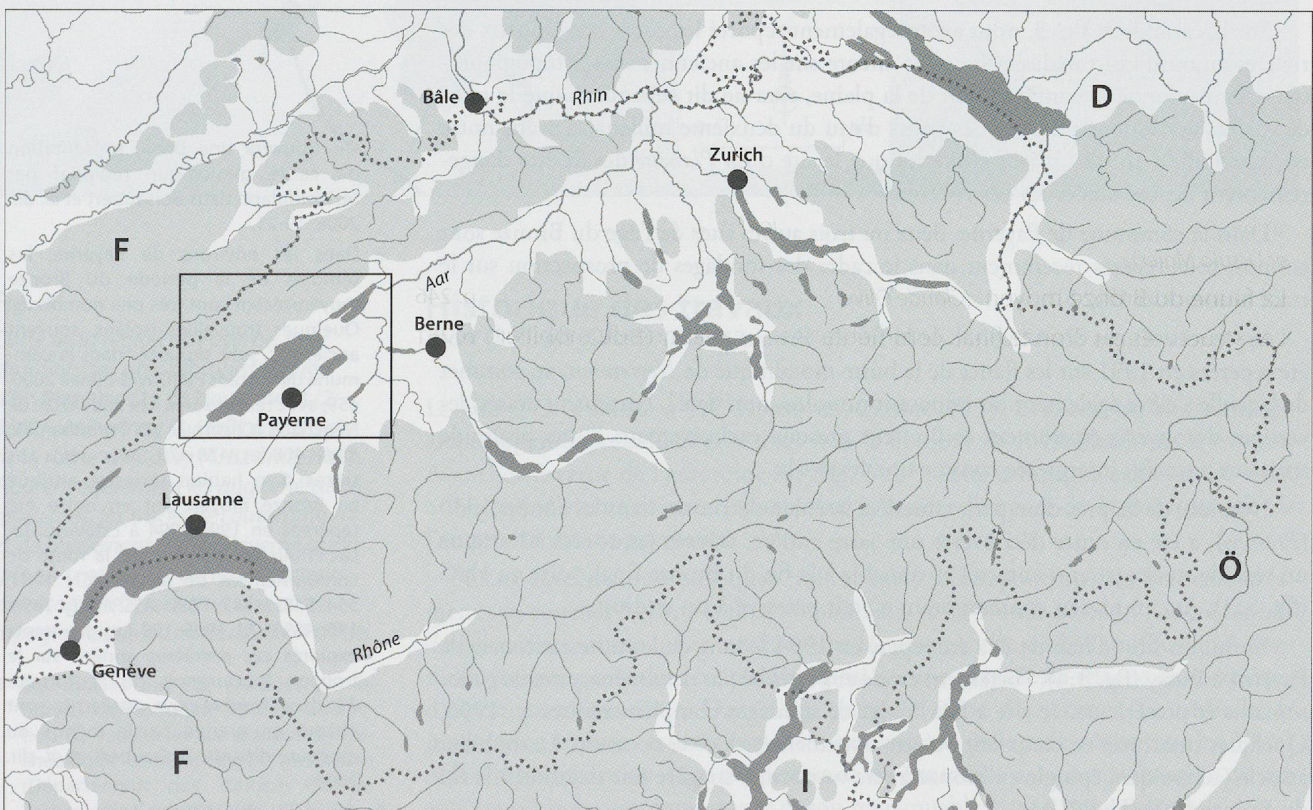 Bâle
Rhin
D
Zurich
F
Aar
Berne
Payerne
Lausanne
Ö
Rhône
Genève
F
I